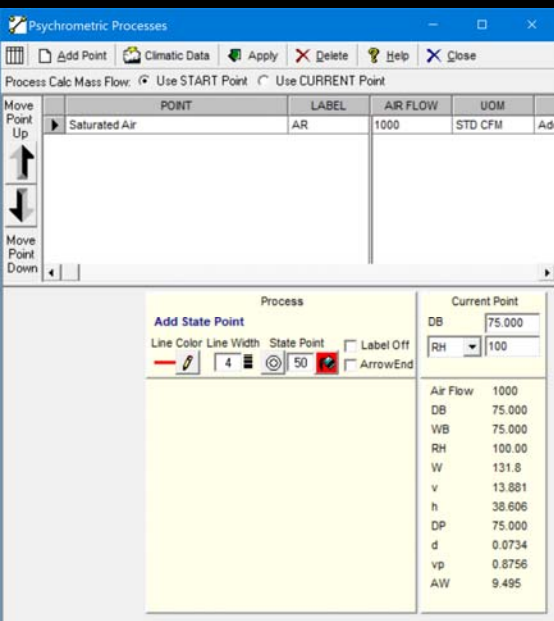 Psychrometric Processes
Add Point Climatic Data Apply Delete Help Close
Process Calc Mass Flow: Use START Point Use CURRENT Point
Move Point Up
POINT LABEL AIR FLOW UOM
Saturated Air AR 1000 STD CFM Ad
Move Point Down
Process
Add State Point
Line Color Line Width State Point Label Off
4 50 ArrowEnd
Current Point
DB 75.000
RH 100
Air Flow 1000
DB 75.000
WB 75.000
RH 100.00
W 131.8
v 13.881
h 38.606
DP 75.000
d 0.0734
vp 0.8756
AW 9.495